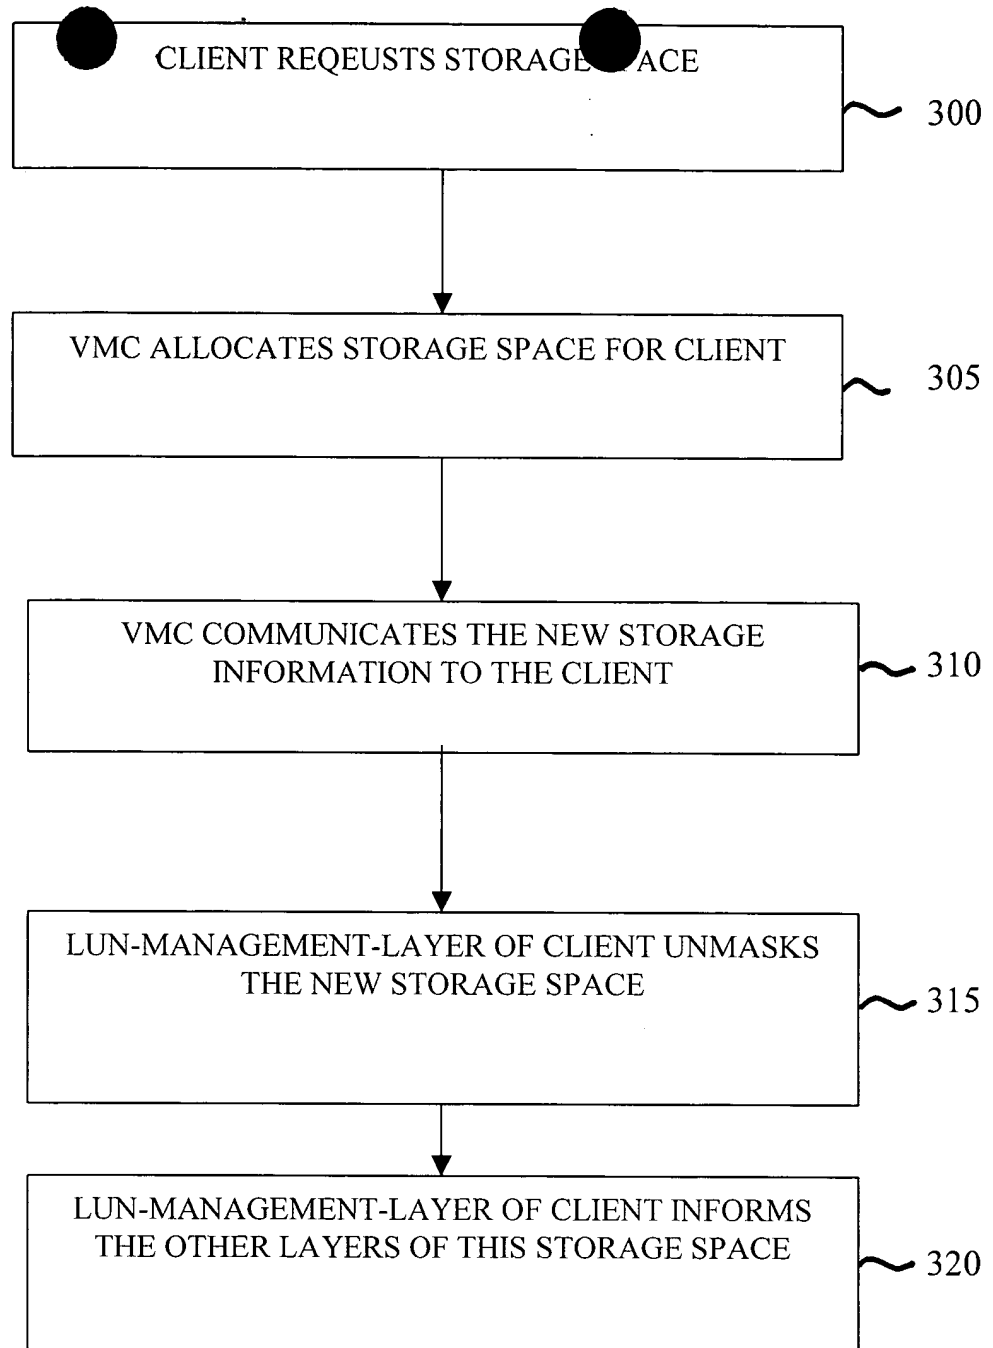 CLIENT REQEUSTS STORAGE PACE
300
VMC ALLOCATES STORAGE SPACE FOR CLIENT
305
VMC COMMUNICATES THE NEW STORAGE
INFORMATION TO THE CLIENT
310
LUN-MANAGEMENT-LAYER OF CLIENT UNMASKS
THE NEW STORAGE SPACE
315
LUN-MANAGEMENT-LAYER OF CLIENT INFORMS
THE OTHER LAYERS OF THIS STORAGE SPACE
320